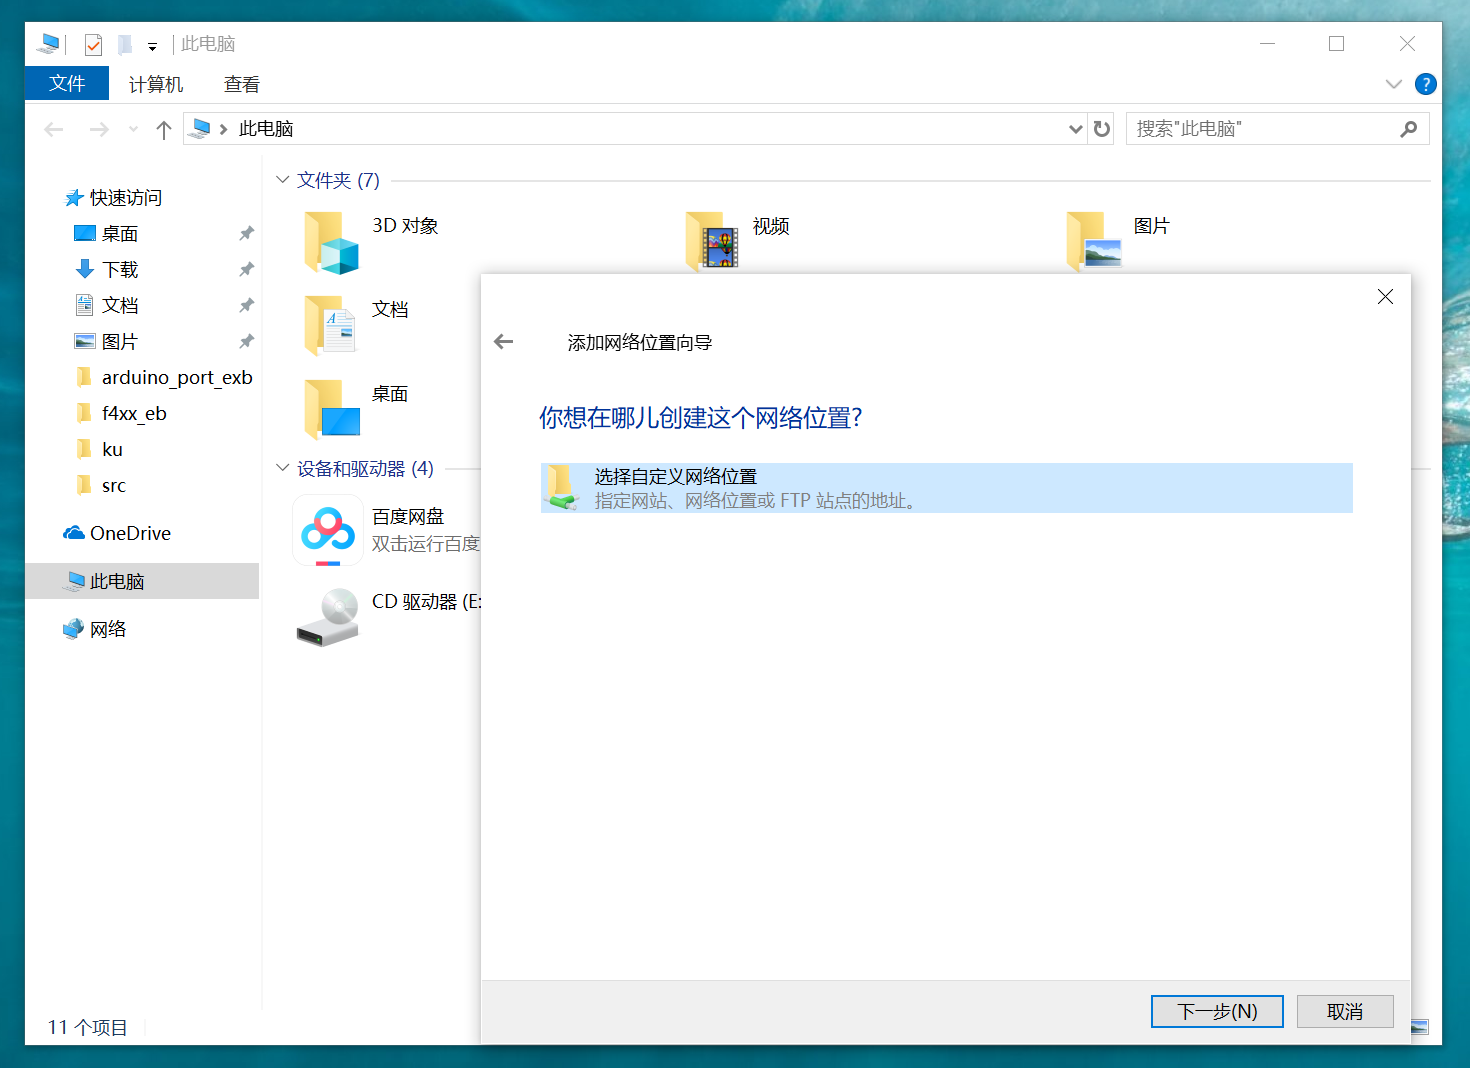 此电脑
文件
计算机
查看
此电脑
搜索"此电脑"
快速访问
桌面
下载
文档
图片
arduino_port_exb
f4xx_eb
ku
src
OneDrive
此电脑
网络
文件夹 (7)
3D 对象
视频
图片
文档
桌面
设备和驱动器 (4)
百度网盘
双击运行百度
CD 驱动器 (E:
添加网络位置向导
你想在哪儿创建这个网络位置?
选择自定义网络位置
指定网站、网络位置或 FTP 站点的地址。
下一步(N)
取消
11 个项目